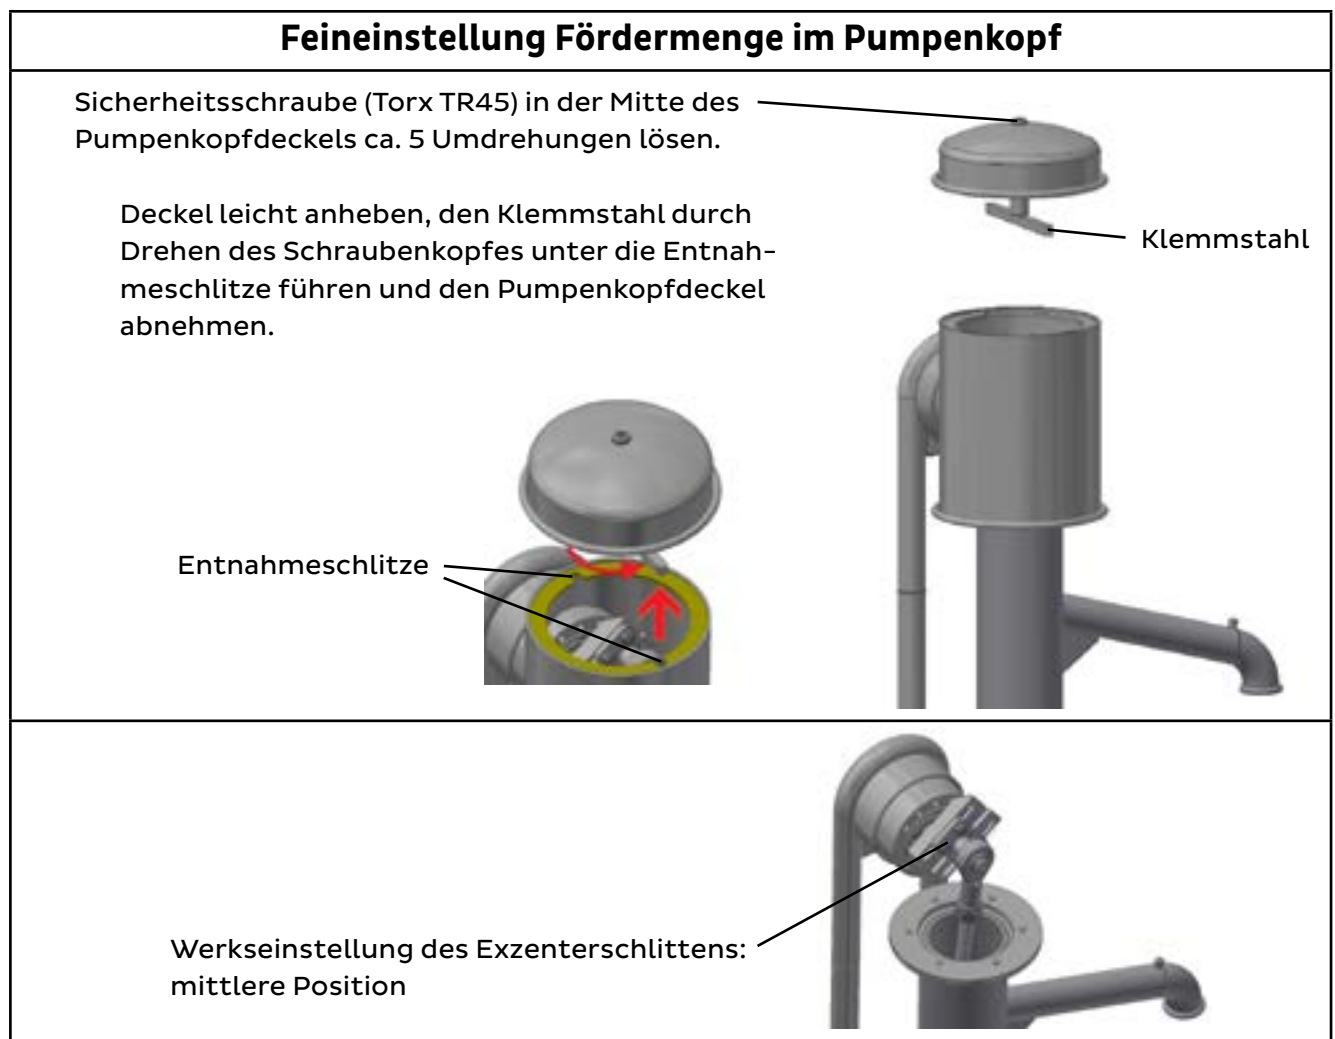 Feineinstellung Fördermenge im Pumpenkopf
Sicherheitsschraube (Torx TR45) in der Mitte des
Pumpenkopfdeckels ca. 5 Umdrehungen lösen.
Deckel leicht anheben, den Klemmstahl durch
Drehen des Schraubenkopfes unter die Entnah-
meschlitze führen und den Pumpenkopfdeckel
abnehmen.
Klemmstahl
Entnahmeschlitze
Werkseinstellung des Exzenterschlittens:
mittlere Position